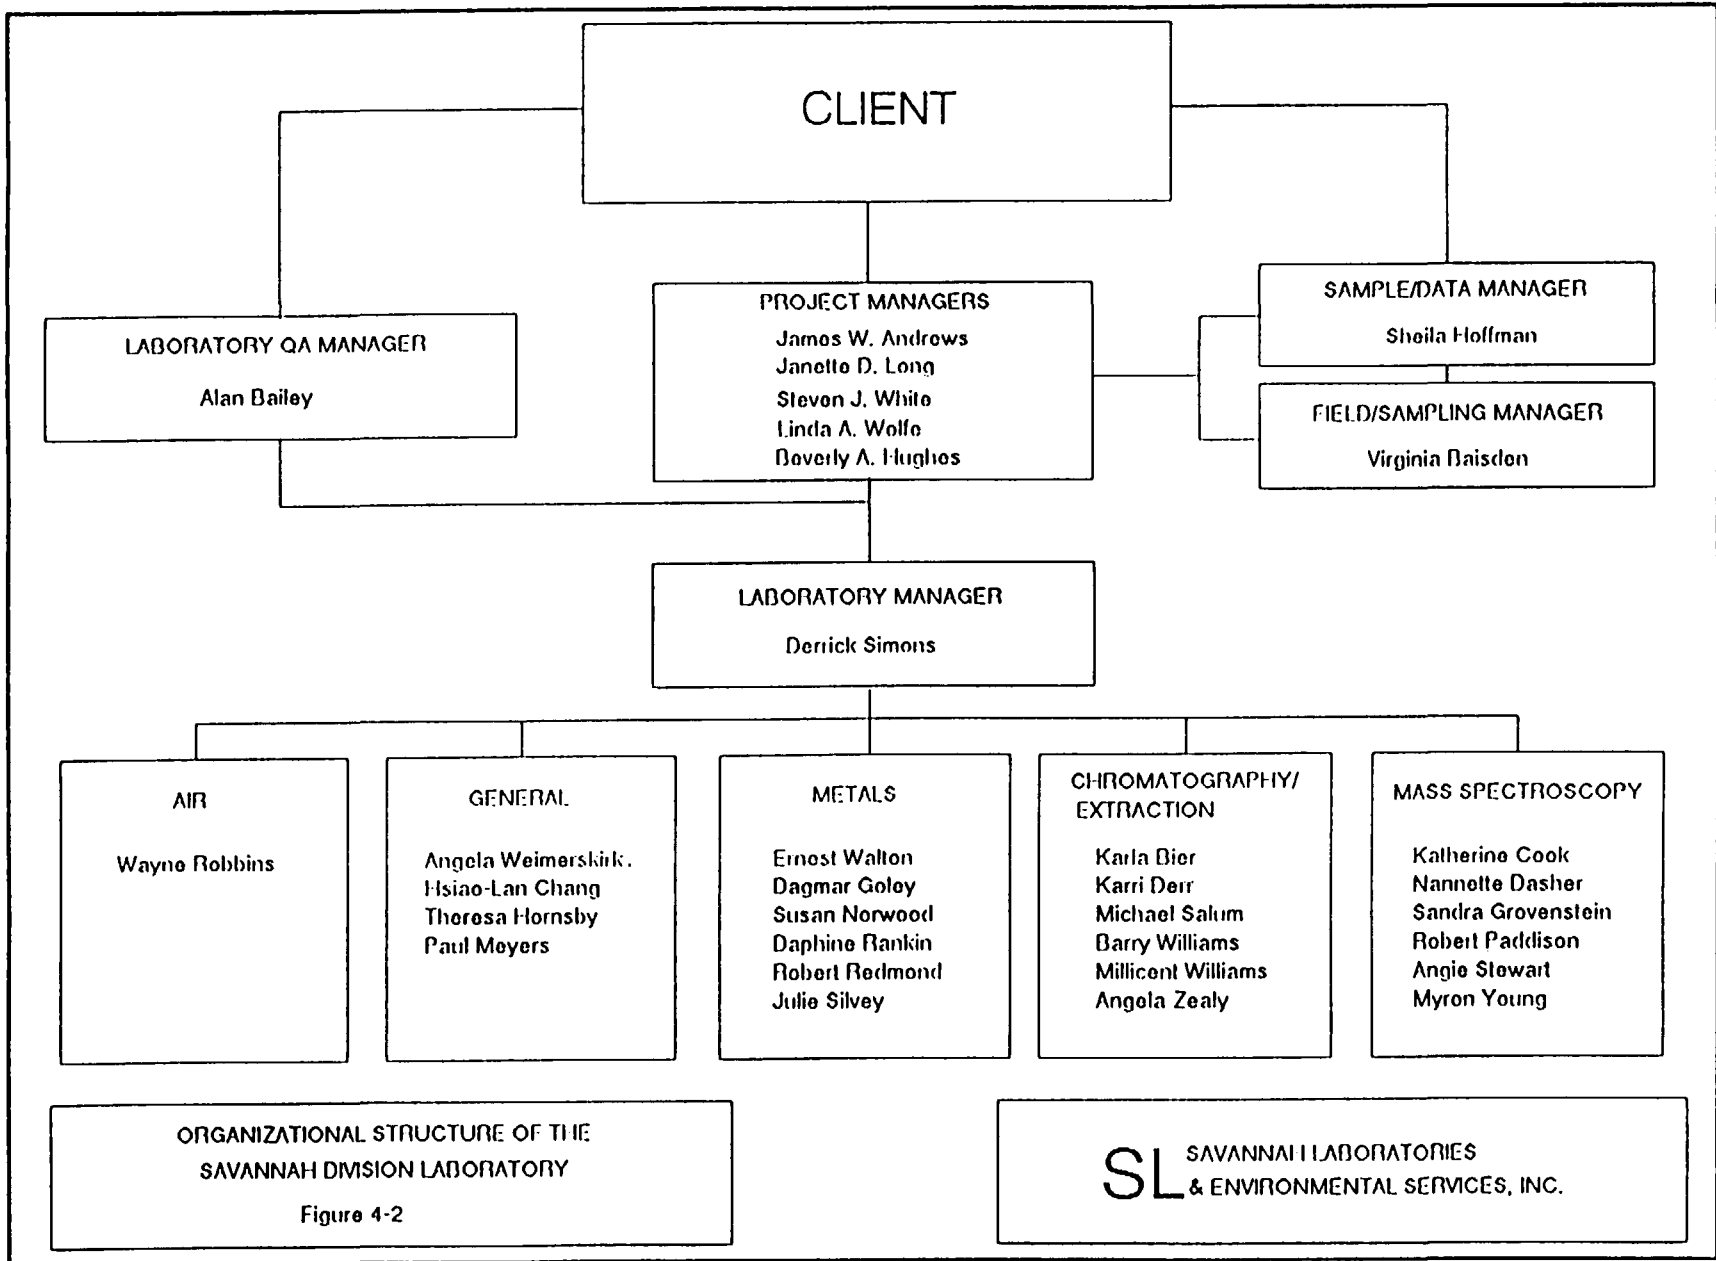 CLIENT
LABORATORY QA MANAGER
Alan Bailey
PROJECT MANAGERS
James W. Andrews
Janette D. Long
Steven J. White
Linda A. Wolfe
Beverly A. Hughes
SAMPLE/DATA MANAGER
Sheila Hoffman
FIELD/SAMPLING MANAGER
Virginia Baisden
LABORATORY MANAGER
Derrick Simons
AIR
Wayne Robbins
GENERAL
Angela Weimerskirk
Hsiao-Lan Chang
Theresa Hornsby
Paul Meyers
METALS
Ernest Walton
Dagmar Goley
Susan Norwood
Daphine Rankin
Robert Redmond
Julie Silvey
CHROMATOGRAPHY/
EXTRACTION
Karla Bier
Karri Derr
Michael Salum
Barry Williams
Millicent Williams
Angela Zealy
MASS SPECTROSCOPY
Katherine Cook
Nannette Dasher
Sandra Grovenstein
Robert Paddison
Angie Stewart
Myron Young
ORGANIZATIONAL STRUCTURE OF THE
SAVANNAH DIVISION LABORATORY
Figure 4-2
SL SAVANNAH LABORATORIES
& ENVIRONMENTAL SERVICES, INC.